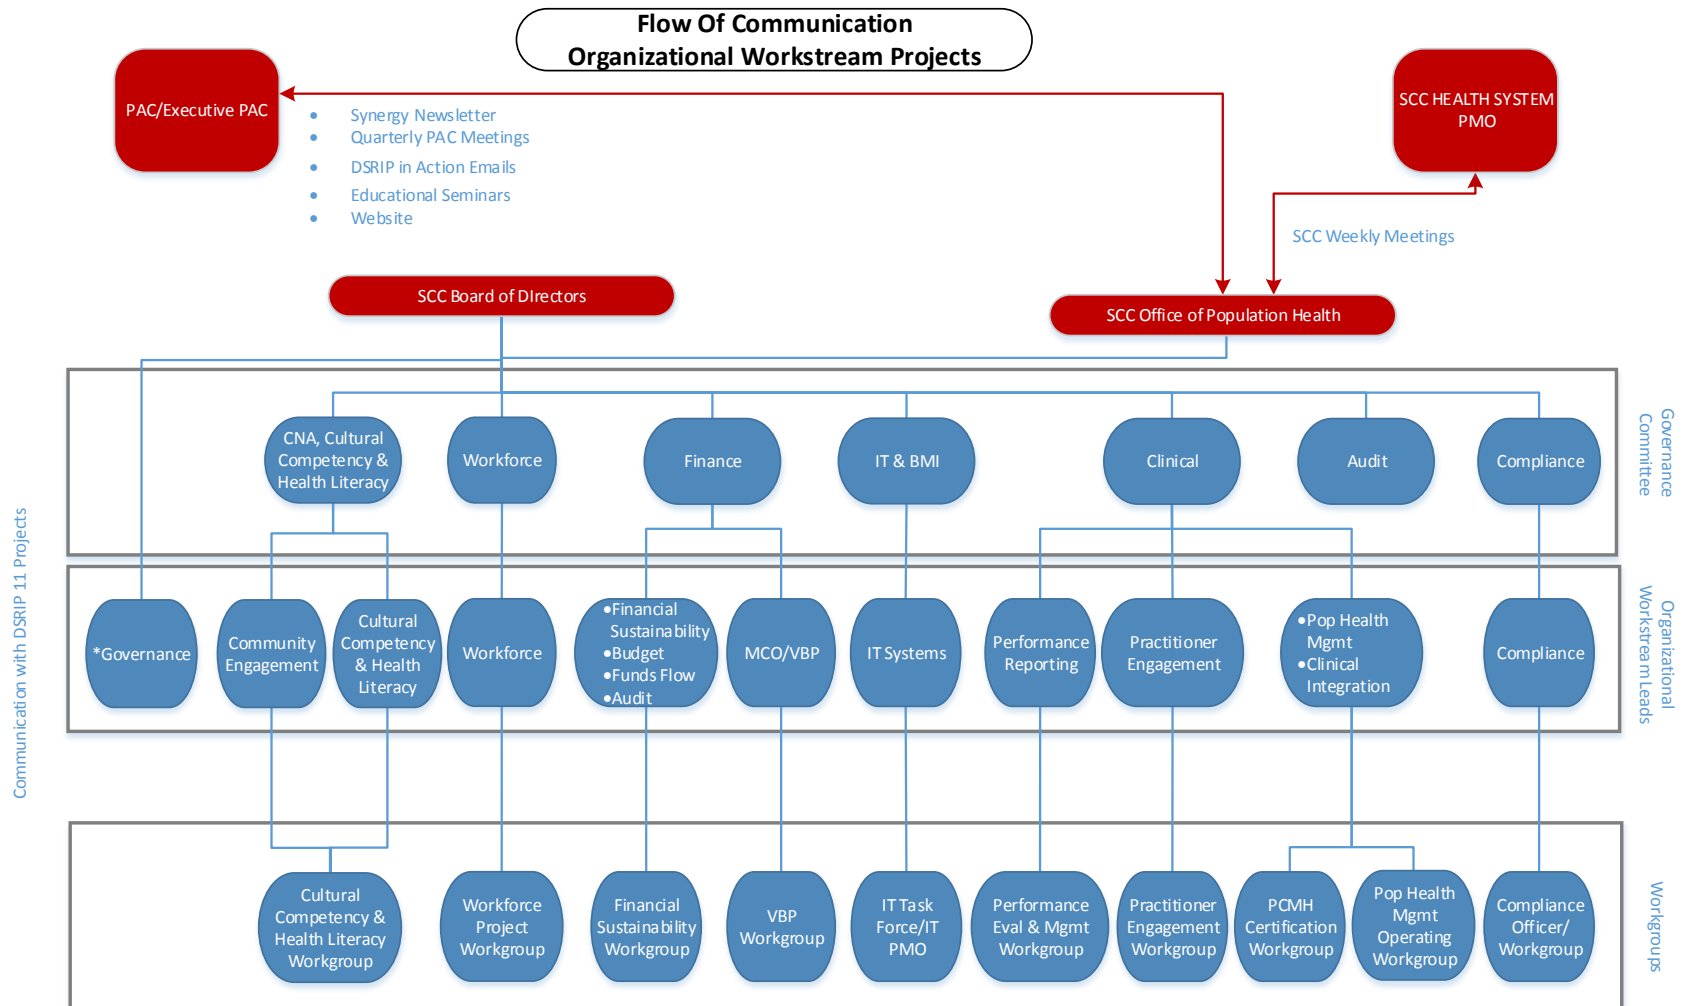 Flow Of Communication
Organizational Workstream Projects
PAC/Executive PAC
SCC HEALTH SYSTEM
PMO
• Synergy Newsletter
• Quarterly PAC Meetings
• DSRIP in Action Emails
• Educational Seminars
• Website
SCC Weekly Meetings
SCC Board of DIrectors
SCC Office of Population Health
Communication with DSRIP 11 Projects
Governance
Committee
CNA, Cultural
Competency &
Health Literacy
Workforce
Finance
IT & BMI
Clinical
Audit
Compliance
Organizational
Workstream Leads
*Governance
Community
Engagement
Cultural
Competency
& Health
Literacy
Workforce
•Financial
Sustainability
•Budget
•Funds Flow
•Audit
MCO/VBP
IT Systems
Performance
Reporting
Practitioner
Engagement
•Pop Health
Mgmt
•Clinical
Integration
Compliance
Workgroups
Cultural
Competency &
Health Literacy
Workgroup
Workforce
Project
Workgroup
Financial
Sustainability
Workgroup
VBP
Workgroup
IT Task
Force/IT
PMO
Performance
Eval & Mgmt
Workgroup
Practitioner
Engagement
Workgroup
PCMH
Certification
Workgroup
Pop Health
Mgmt
Operating
Workgroup
Compliance
Officer/
Workgroup